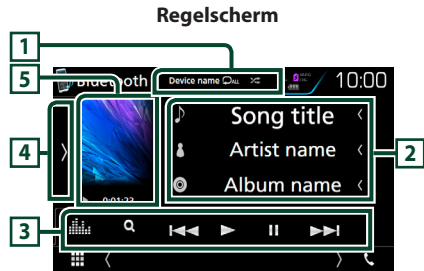 Regelscherm
1
5
Bluetooth
Device name
ALL
10:00
4
Song title
Artist name
Album name
2
0:01:23
3